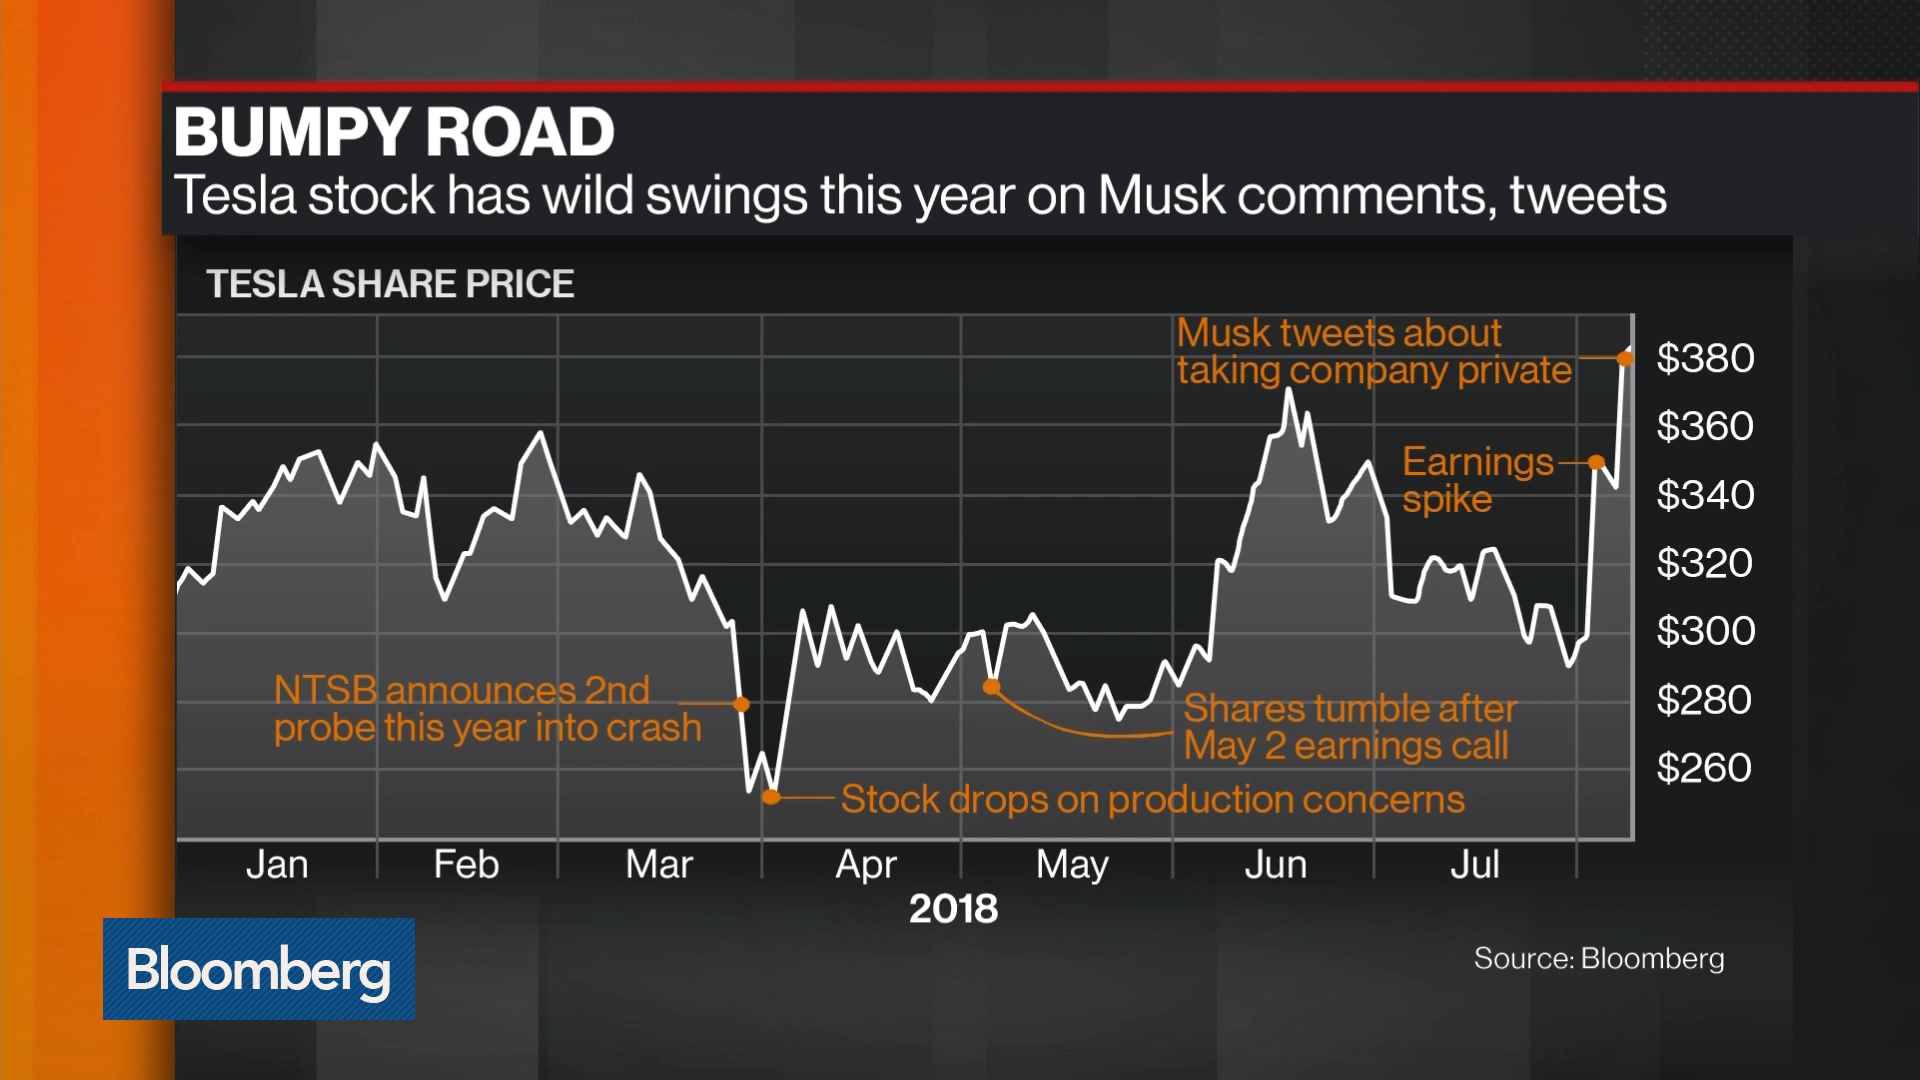 BUMPY ROAD
Tesla stock has wild swings this year on Musk comments, tweets
TESLA SHARE PRICE
Musk tweets about
taking company private
$380
$360
Earnings
spike
$340
$320
$300
NTSB announces 2nd
probe this year into crash
Shares tumble after
May 2 earnings call
$280
$260
Stock drops on production concerns
Jan Feb Mar Apr May Jun Jul
2018
Bloomberg
Source: Bloomberg